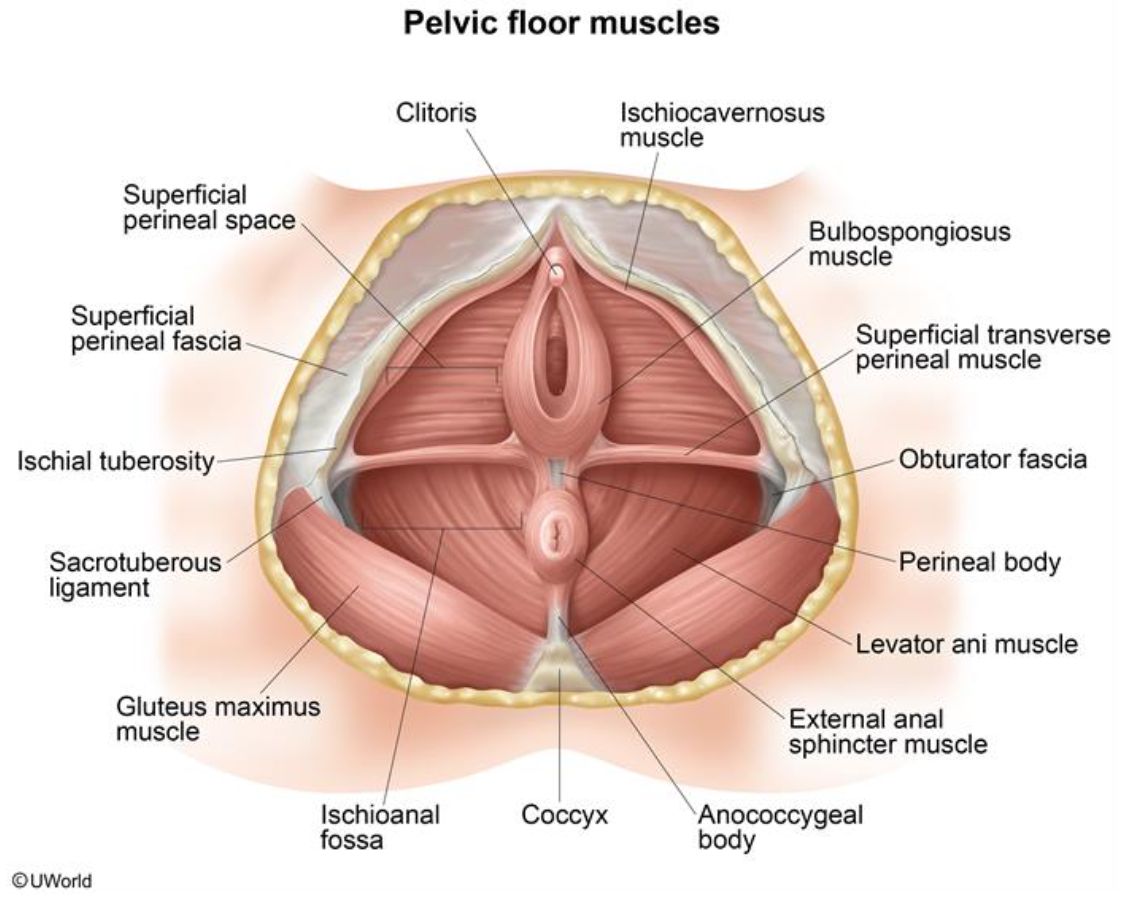 Pelvic floor muscles
Clitoris
Ischiocavernosus
muscle
Superficial
perineal space
Bulbospongiosus
muscle
Superficial
perineal fascia
Superficial transverse
perineal muscle
Ischial tuberosity
Obturator fascia
Sacrotuberous
ligament
Perineal body
Levator ani muscle
Gluteus maximus
muscle
External anal
sphincter muscle
Ischioanal
fossa
Coccyx
Anococcygeal
body
©UWorld